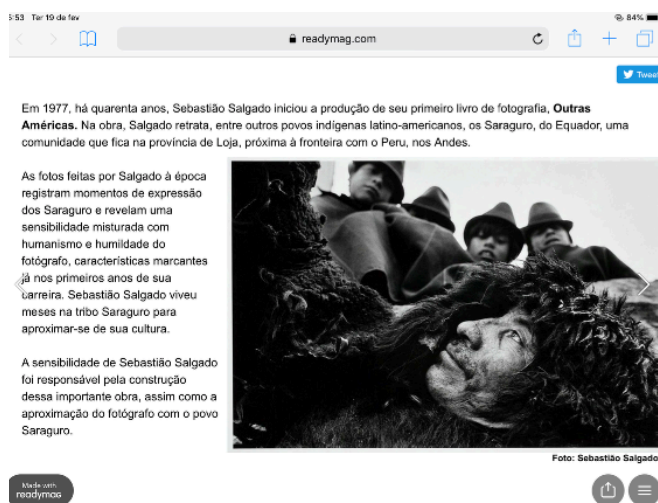 5:53 Ter 19 de fev
84%
readymag.com
Tweet
Em 1977, há quarenta anos, Sebastião Salgado iniciou a produção de seu primeiro livro de fotografia, Outras
Américas. Na obra, Salgado retrata, entre outros povos indígenas latino-americanos, os Saraguro, do Equador, uma
comunidade que fica na província de Loja, próxima à fronteira com o Peru, nos Andes.
As fotos feitas por Salgado à época
registram momentos de expressão
dos Saraguro e revelam uma
sensibilidade misturada com
humanismo e humildade do
fotógrafo, características marcantes
já nos primeiros anos de sua
carreira. Sebastião Salgado viveu
meses na tribo Saraguro para
aproximar-se de sua cultura.
A sensibilidade de Sebastião Salgado
foi responsável pela construção
dessa importante obra, assim como a
aproximação do fotógrafo com o povo
Saraguro.
Foto: Sebastião Salgado
Made with
readymag